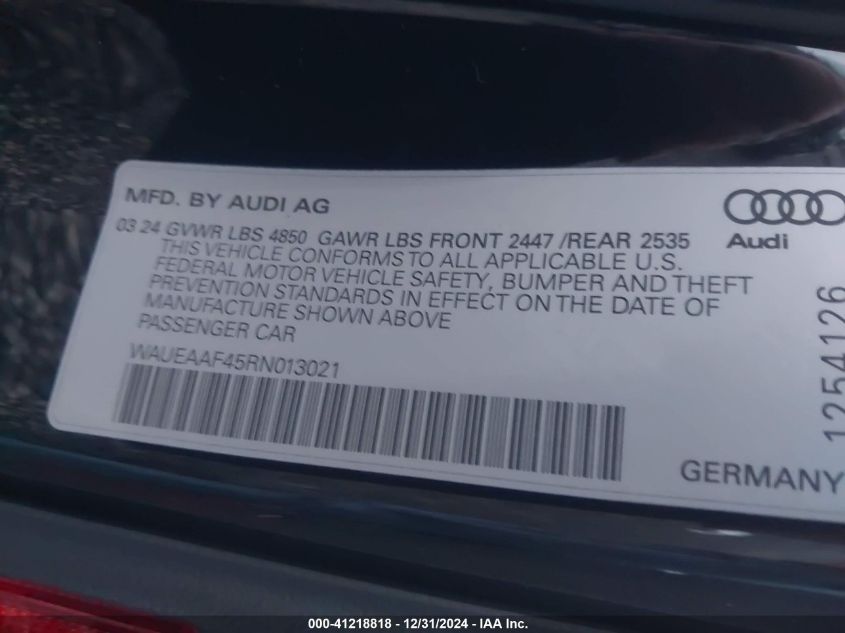 MFD. BY AUDI AG
03 24 GVWR LBS 4850 GAWR LBS FRONT 2447 /REAR 2535
THIS VEHICLE CONFORMS TO ALL APPLICABLE U.S.
FEDERAL MOTOR VEHICLE SAFETY, BUMPER AND THEFT
PREVENTION STANDARDS IN EFFECT ON THE DATE OF
MANUFACTURE SHOWN ABOVE
PASSENGER CAR
WAUEAAF45RN013021
Audi
1254126
GERMANY
000-41218818 - 12/31/2024 - IAA Inc.